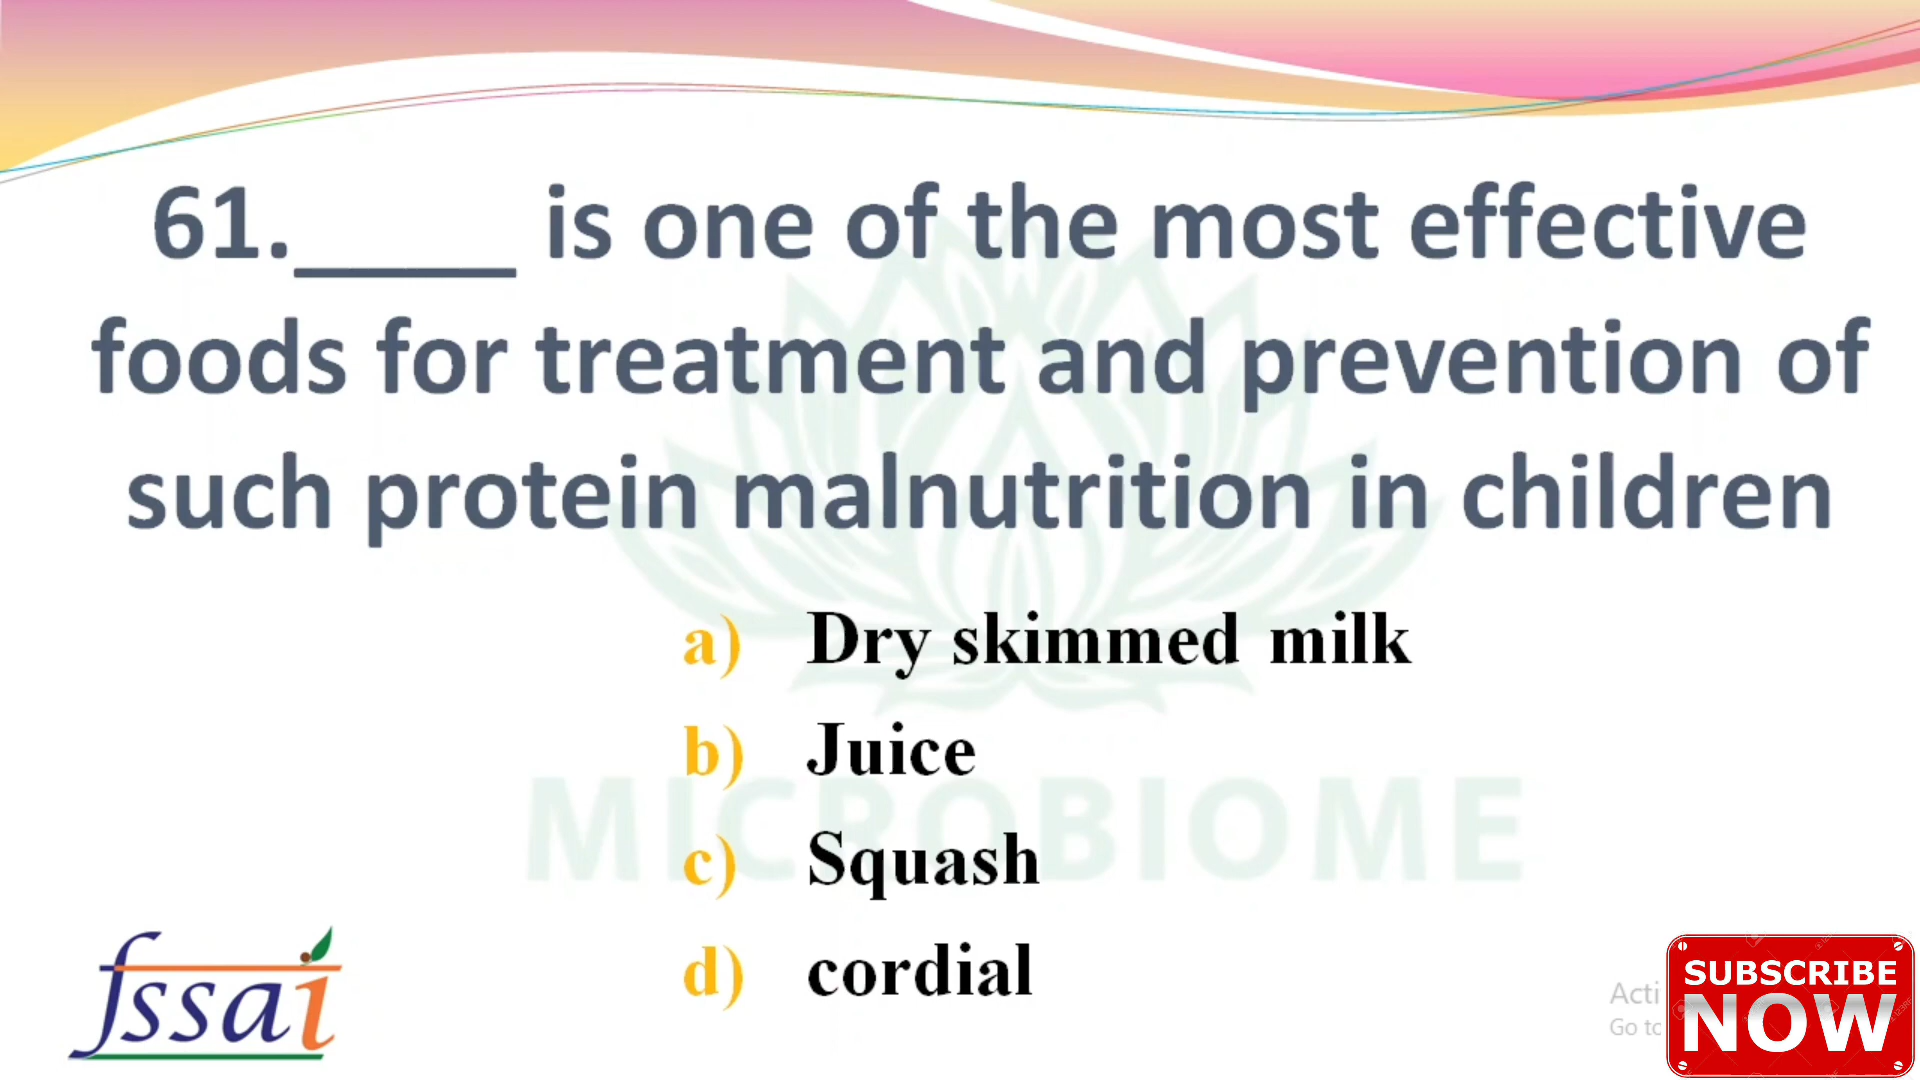 61.____ is one of the most effective
foods for treatment and prevention of
such protein malnutrition in children
a) Dry skimmed milk
b) Juice
c) Squash
d) cordial
MICROBIOME
fssai
Acti
Go to
SUBSCRIBE
NOW